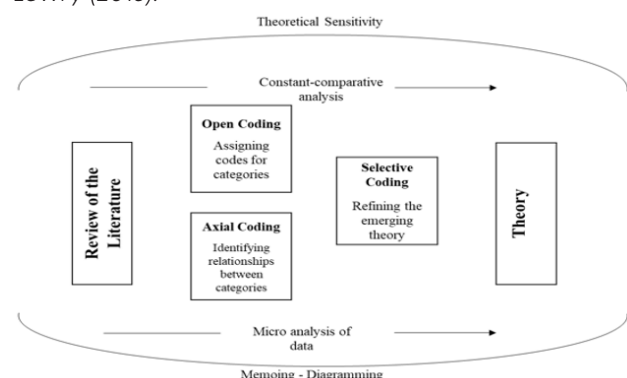 (2015).
Theoretical Sensitivity
Constant-comparative
analysis
Open Coding
Assigning
codes for
categories
Axial Coding
Identifying
relationships
between
categories
Review of the
Literature
Selective
Coding
Refining the
emerging
theory
Theory
Micro analysis of
data
Memoing - Diagramming